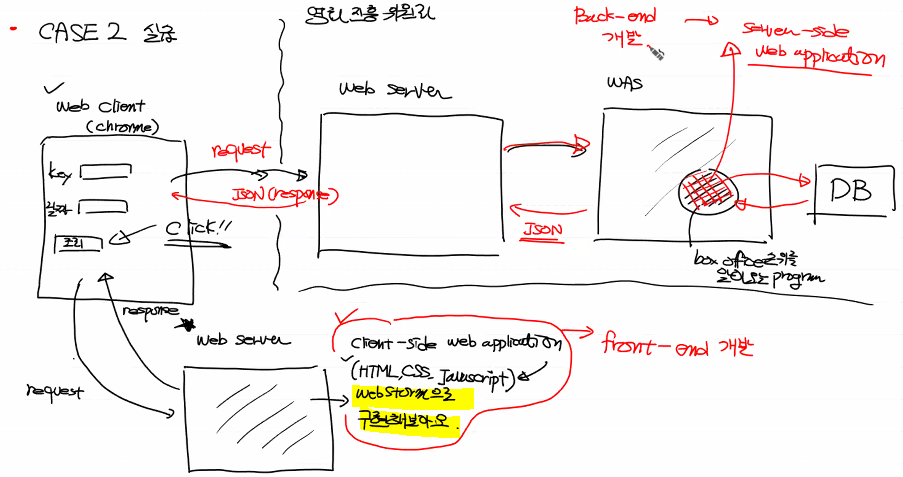 CASE 2 실습
영화진흥위원회
Back-end
개발
server-side
web application
web client
(chrome)
web server
WAS
key
날짜
조회
click!!
request
JSON(response)
JSON
DB
box office 순위를
알아오는 program
response
request
web server
client-side web application
(HTML, CSS, Javascript)
webstorm으로
구현해보아요.
front-end 개발